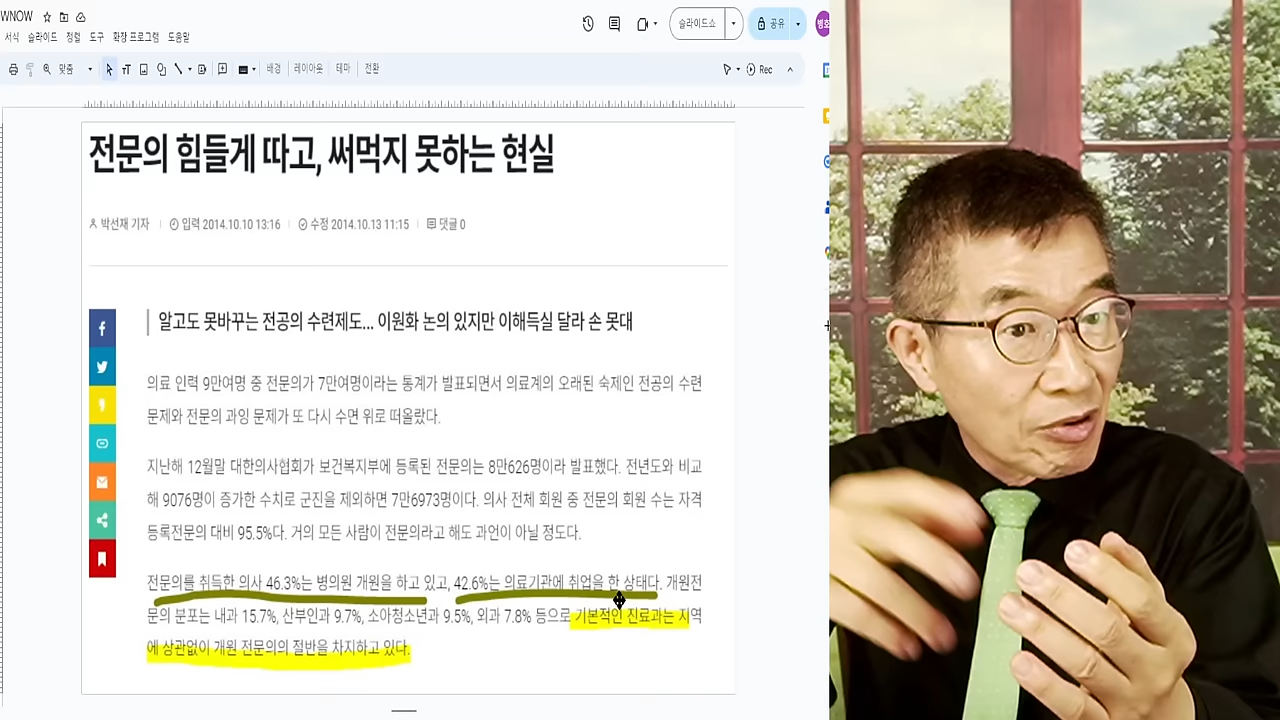 WNOW
서식 슬라이드 정렬 도구 확장 프로그램 도움말
슬라이드쇼
공유
병호
맞춤
배경 레이아웃 테마 전환
Rec
전문의 힘들게 따고, 써먹지 못하는 현실
박선재 기자 입력 2014.10.10 13:16 수정 2014.10.13 11:15 댓글 0
알고도 못바꾸는 전공의 수련제도... 이원화 논의 있지만 이해득실 달라 손 못대
의료 인력 9만여명 중 전문의가 7만여명이라는 통계가 발표되면서 의료계의 오래된 숙제인 전공의 수련
문제와 전문의 과잉 문제가 또 다시 수면 위로 떠올랐다.
지난해 12월말 대한의사협회가 보건복지부에 등록된 전문의는 8만626명이라 발표했다. 전년도와 비교
해 9076명이 증가한 수치로 군진을 제외하면 7만6973명이다. 의사 전체 회원 중 전문의 회원 수는 자격
등록전문의 대비 95.5%다. 거의 모든 사람이 전문의라고 해도 과언이 아닐 정도다.
전문의를 취득한 의사 46.3%는 병의원 개원을 하고 있고, 42.6%는 의료기관에 취업을 한 상태다. 개원전
문의 분포는 내과 15.7%, 산부인과 9.7%, 소아청소년과 9.5%, 외과 7.8% 등으로 기본적인 진료과는 지역
에 상관없이 개원 전문의의 절반을 차지하고 있다.